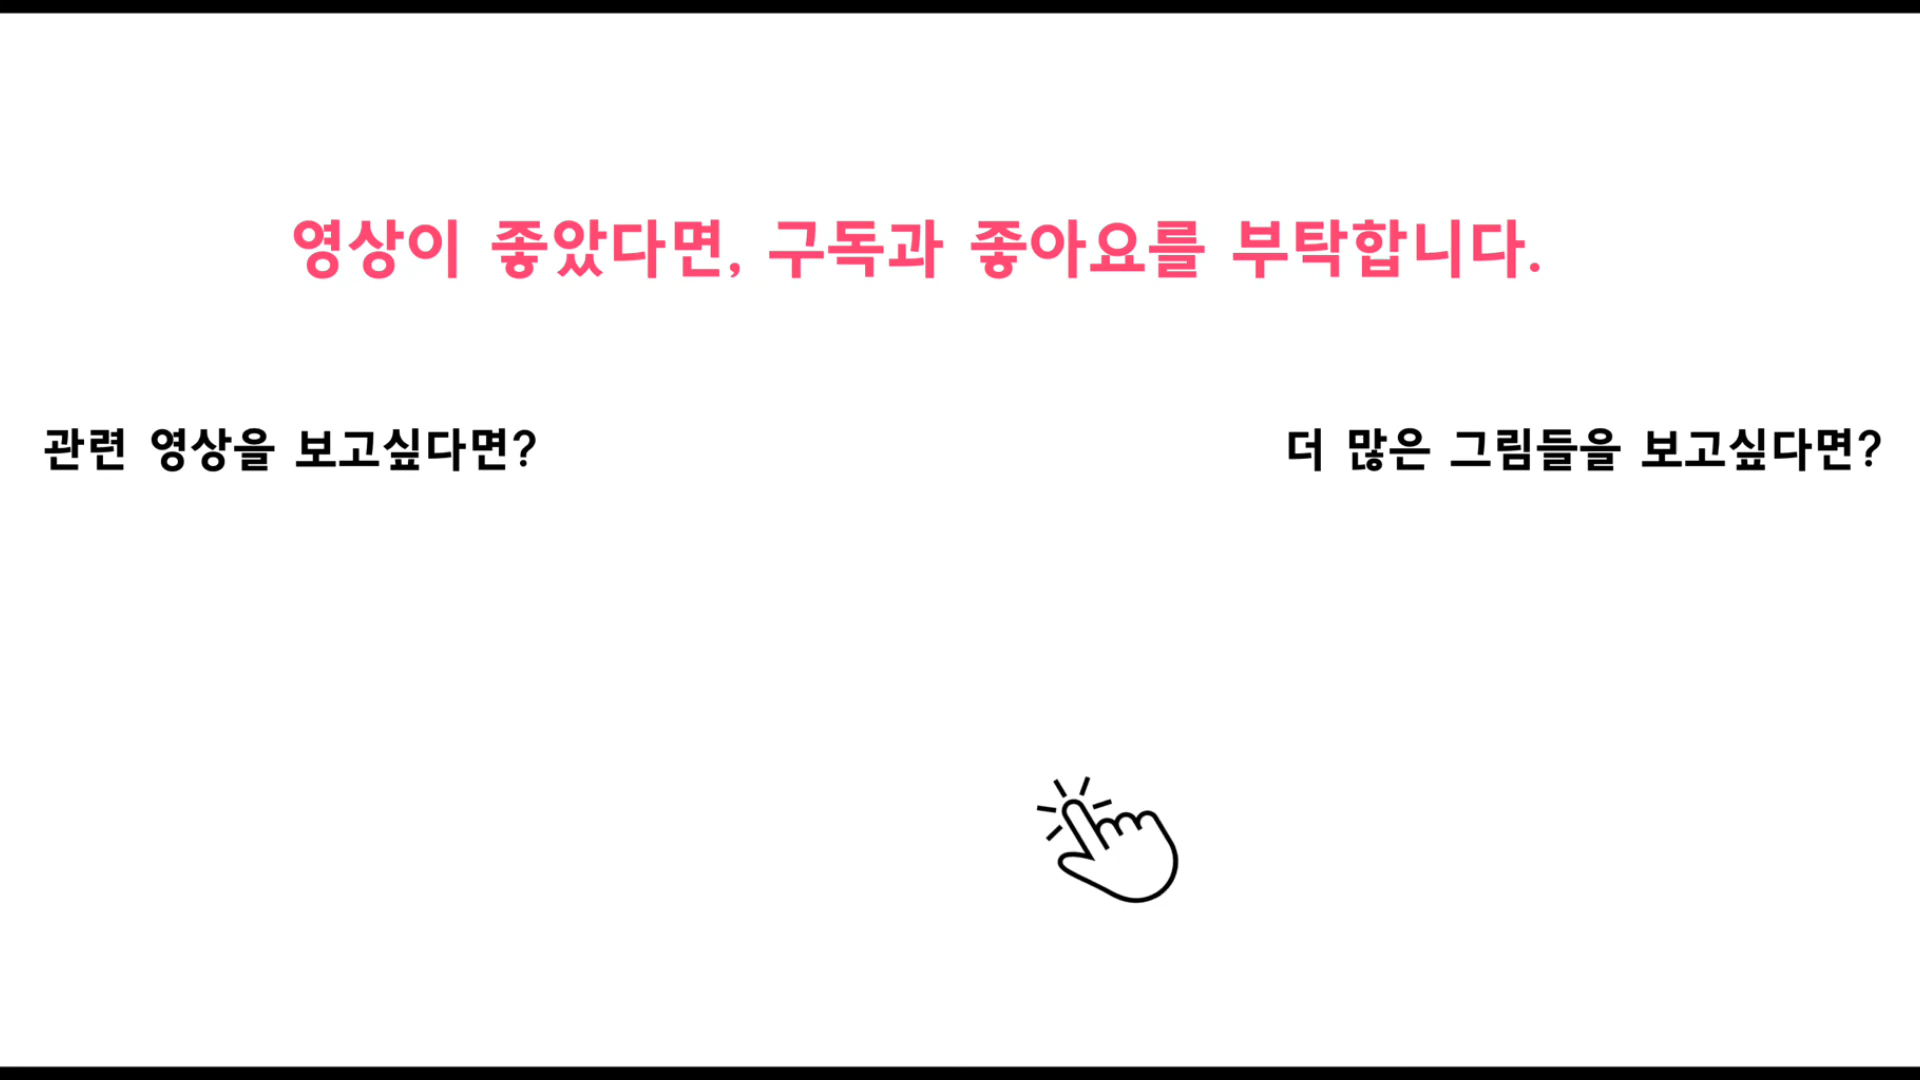 영상이 좋았다면, 구독과 좋아요를 부탁합니다.
관련 영상을 보고싶다면?
더 많은 그림들을 보고싶다면?